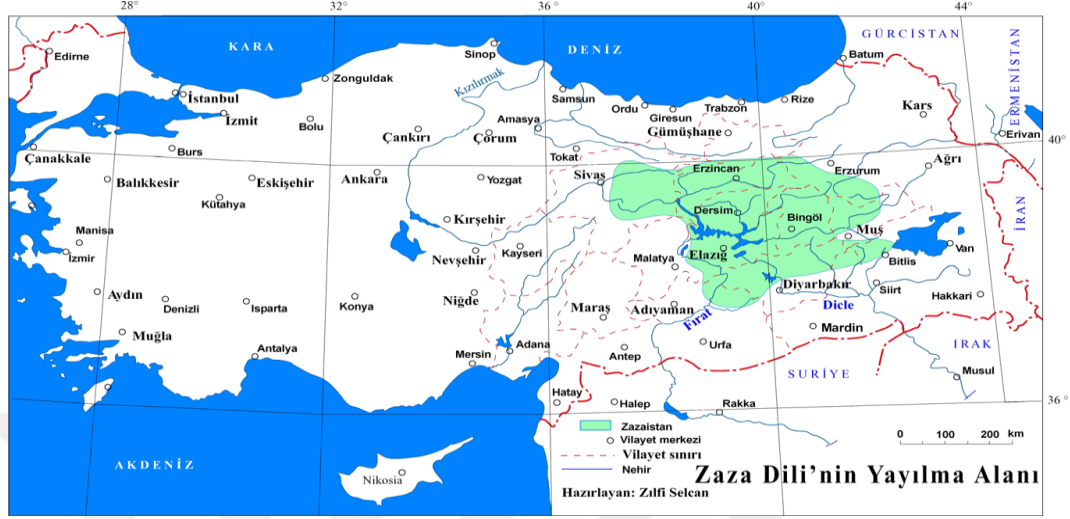 28° 32° 36° 40° 44°
KARA
DENİZ
GÜRCİSTAN
ERMENİSTAN
Edirne
Sinop
Batum
Zonguldak
Kızılırmak
İstanbul
Samsun
Ordu
Trabzon
Rize
Kars
İzmit
Bolu
Amasya
Giresun
Çankırı
Çorum
Gümüşhane
Erivan
40°
Çanakkale
Burs
Tokat
Ağrı
Balıkkesir
Eskişehir
Ankara
Yozgat
Sivaş
Erzincan
Erzurum
Kütahya
Dersim
Bingöl
İRAN
Kırşehir
Manisa
Muş
İzmir
Nevşehir
Kayseri
Malatya
Elazığ
Van
Bitlis
Aydın
Denizli
Isparta
Konya
Niğde
Diyarbakır
Siirt
Hakkari
Maraş
Adıyaman
Fırat
Dicle
Muğla
Mardin
Antalya
Adana
Mersin
Antep
Urfa
IRAK
SURİYE
Musul
Hatay
Halep
Rakka
36°
Zazaistan
Vilayet merkezi
Vilayet sınırı
Nehir
0 100 200 km
AKDENİZ
Nikosia
Zaza Dili’nin Yayılma Alanı
Hazırlayan: Zılfi Selcan